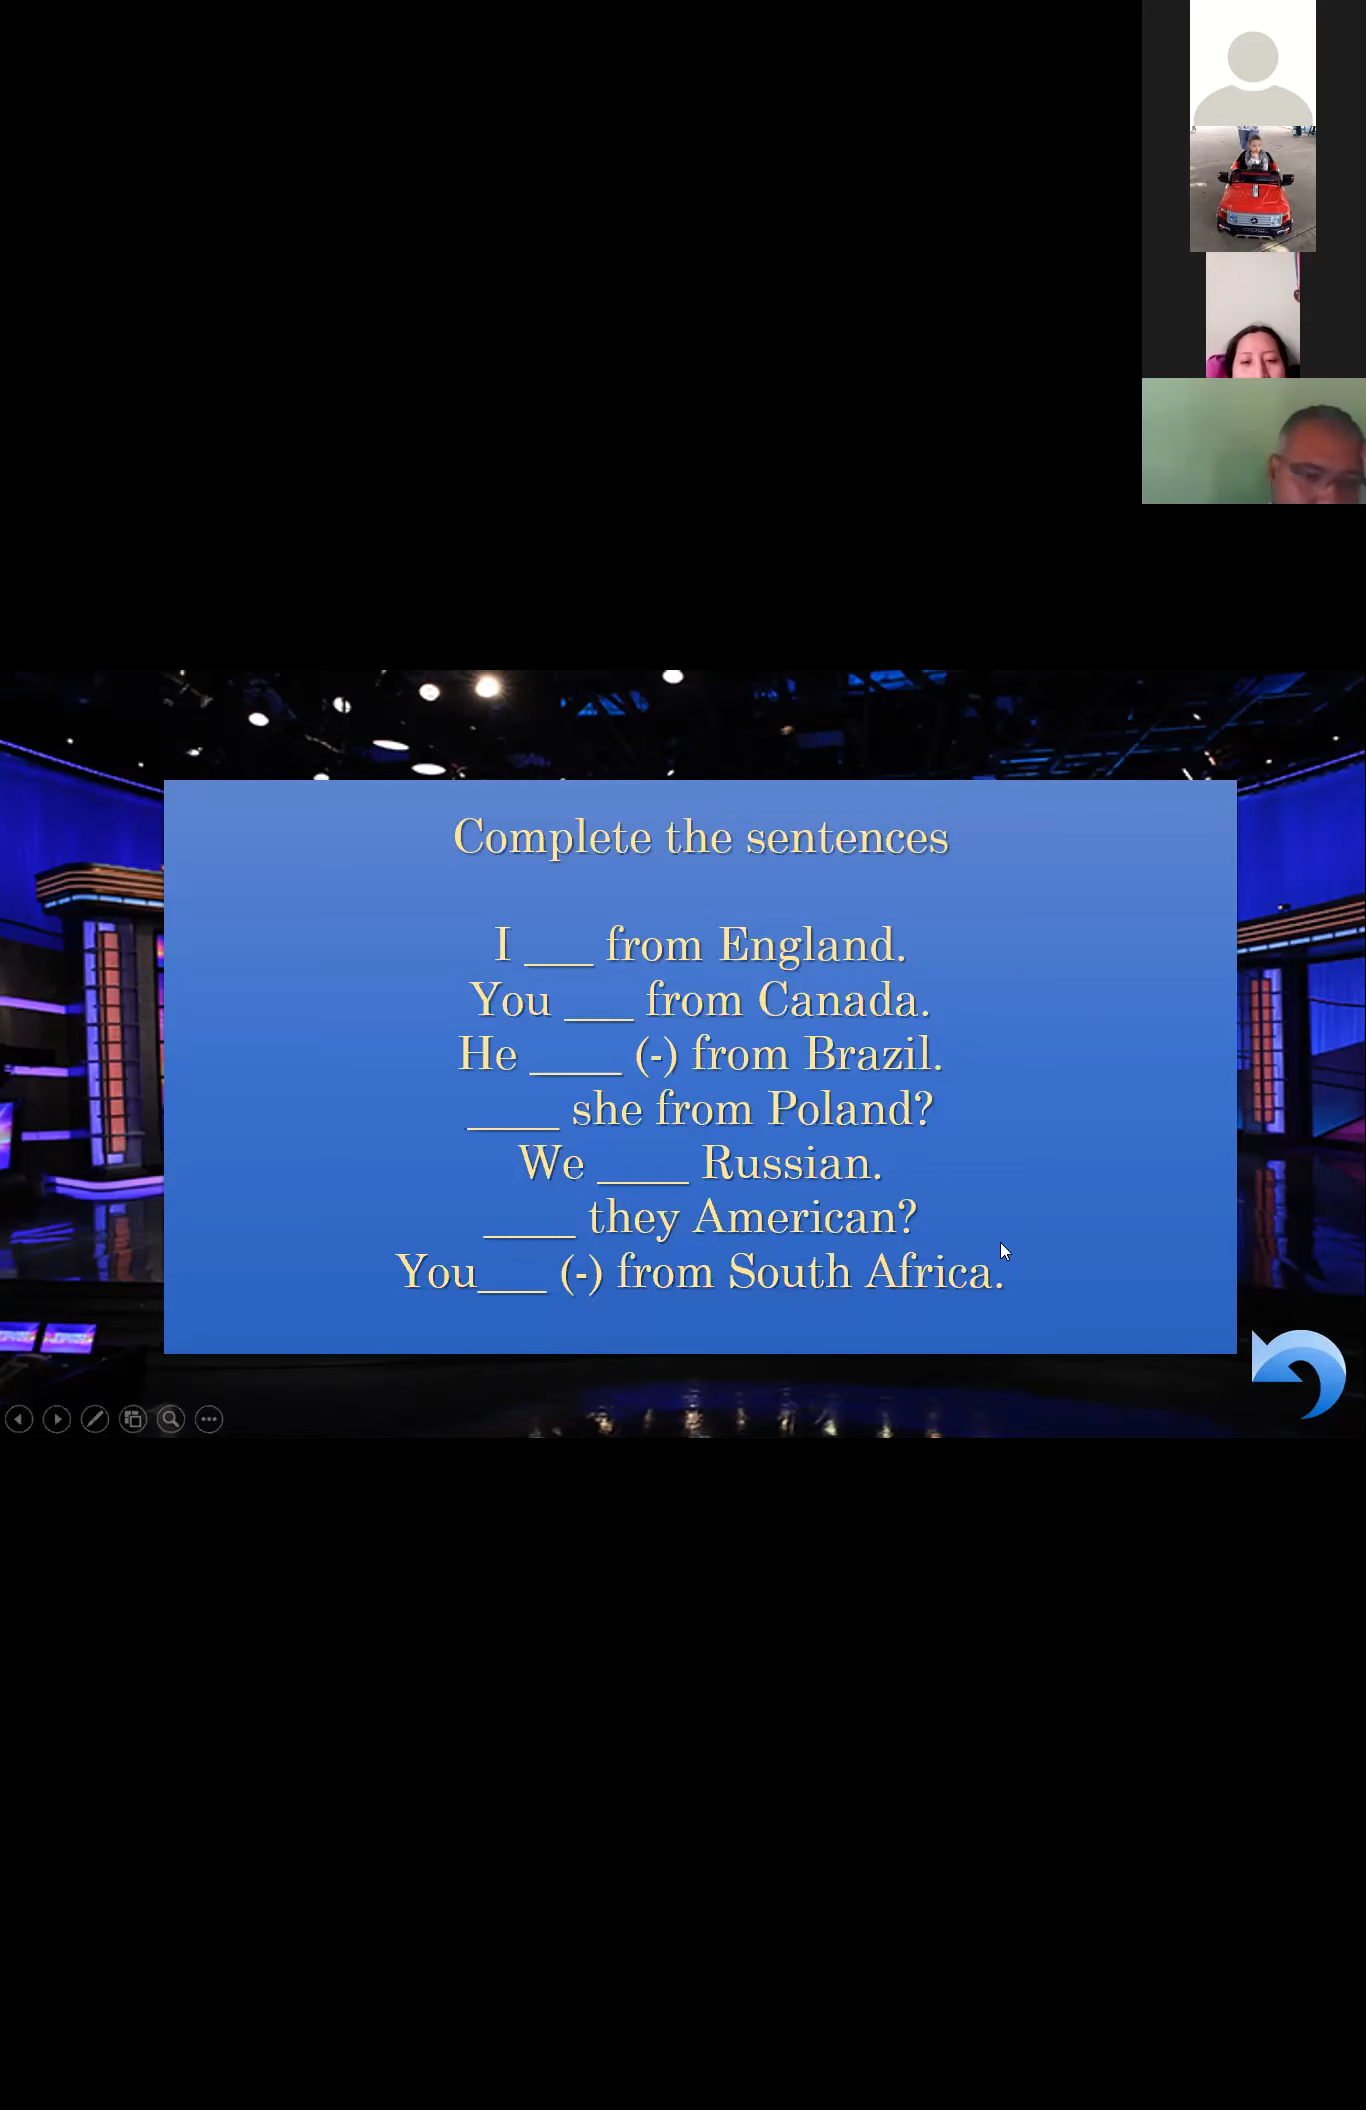 Complete the sentences
I ___ from England.
You ___ from Canada.
He ____ (-) from Brazil.
____ she from Poland?
We ____ Russian.
____ they American?
You___ (-) from South Africa.